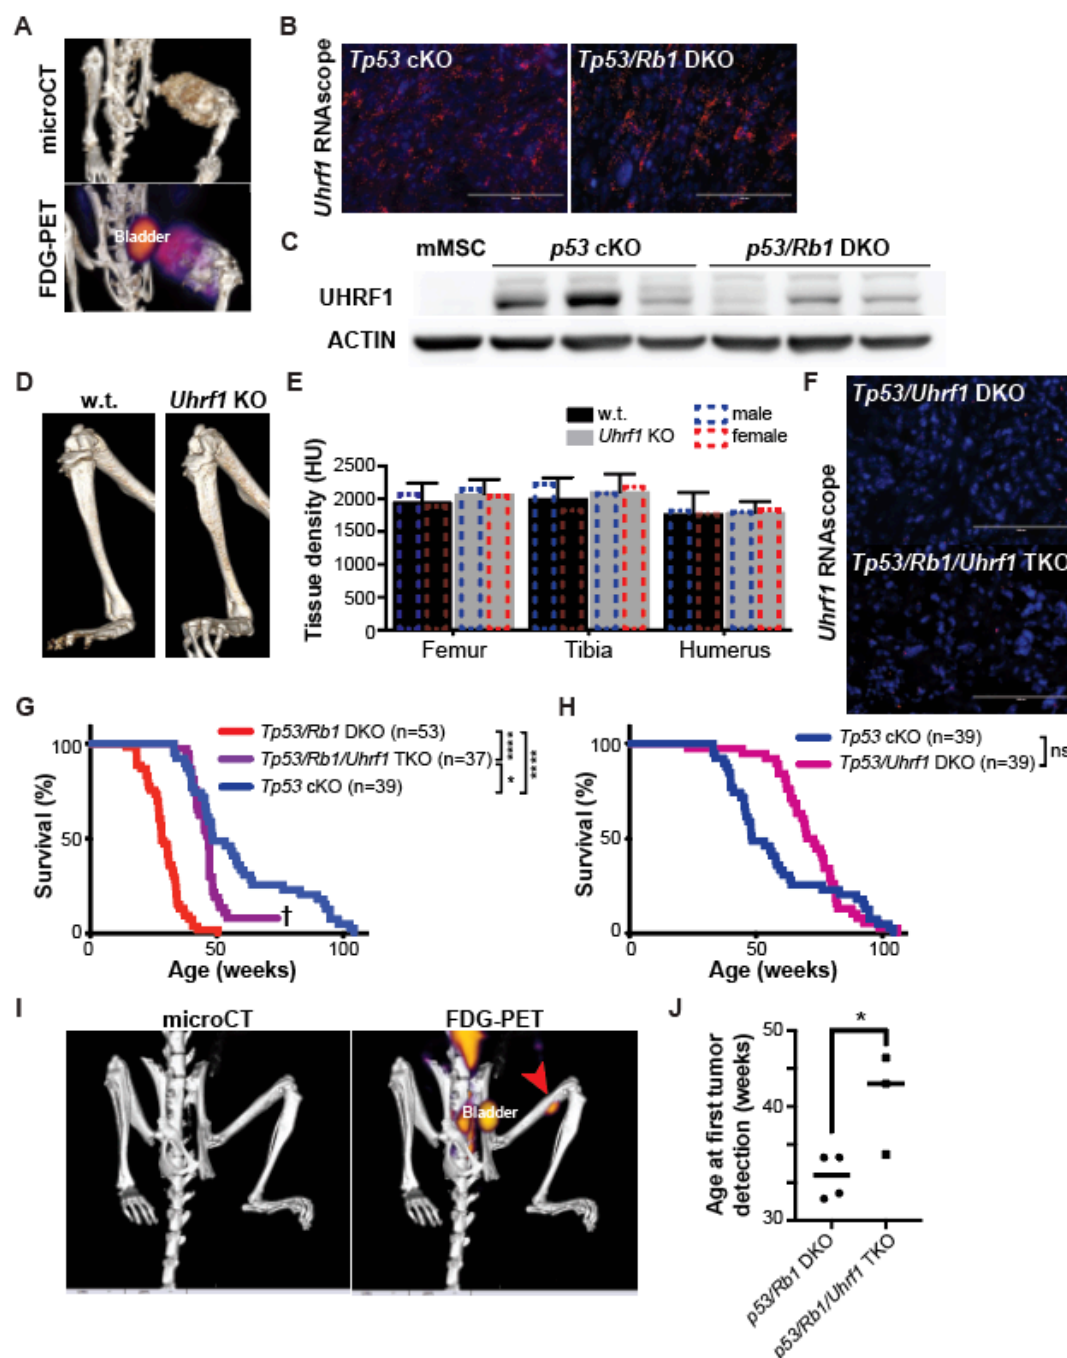 A
microCT
FDG-PET
Bladder
B
Uhrf1 RNAscope
Tp53 cKO
Tp53/Rb1 DKO
C
mMSC
p53 cKO
p53/Rb1 DKO
UHRF1
ACTIN
D
w.t.
Uhrf1 KO
E
w.t.
Uhrf1 KO
male
female
Tissue density (HU)
2500
2000
1500
1000
500
0
Femur
Tibia
Humerus
F
Uhrf1 RNAscope
Tp53/Uhrf1 DKO
Tp53/Rb1/Uhrf1 TKO
G
Tp53/Rb1 DKO (n=53)
Tp53/Rb1/Uhrf1 TKO (n=37)
Tp53 cKO (n=39)
****
*
****
Survival (%)
100
50
0
†
0
50
100
Age (weeks)
H
Tp53 cKO (n=39)
Tp53/Uhrf1 DKO (n=39)
ns
Survival (%)
100
50
0
0
50
100
Age (weeks)
I
microCT
FDG-PET
Bladder
J
*
Age at first tumor
detection (weeks)
50
40
30
p53/Rb1 DKO
p53/Rb1/Uhrf1 TKO